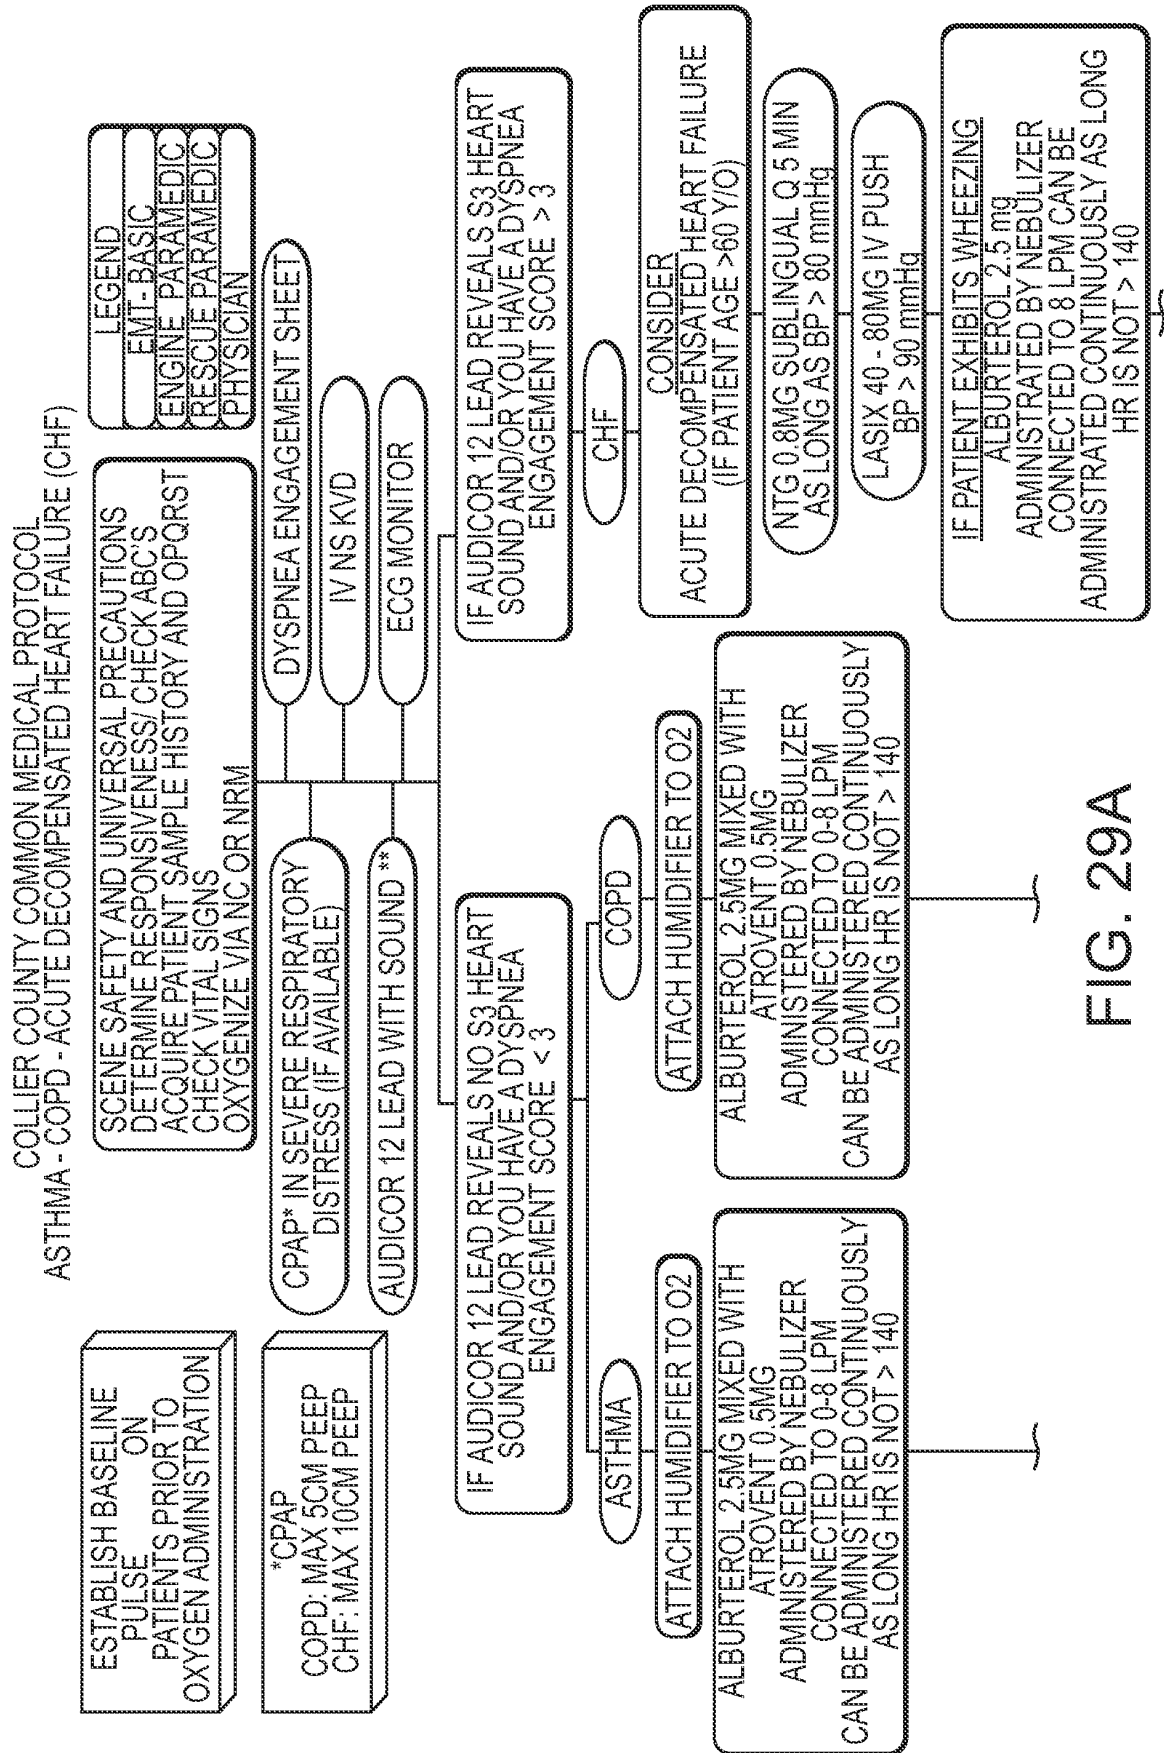 COLLIER COUNTY COMMON MEDICAL PROTOCOL
ASTHMA - COPD - ACUTE DECOMPENSATED HEART FAILURE (CHF)
ESTABLISH BASELINE
PULSE ON
PATIENTS PRIOR TO
OXYGEN ADMINISTRATION
SCENE SAFETY AND UNIVERSAL PRECAUTIONS
DETERMINE RESPONSIVENESS/ CHECK ABC'S
ACQUIRE PATIENT SAMPLE HISTORY AND OPQRST
CHECK VITAL SIGNS
OXYGENIZE VIA NC OR NRM
LEGEND
EMT- BASIC
ENGINE PARAMEDIC
RESCUE PARAMEDIC
PHYSICIAN
*CPAP
COPD: MAX 5CM PEEP
CHF: MAX 10CM PEEP
CPAP* IN SEVERE RESPIRATORY
DISTRESS (IF AVAILABLE)
AUDICOR 12 LEAD WITH SOUND **
DYSPNEA ENGAGEMENT SHEET
IV NS KVD
ECG MONITOR
IF AUDICOR 12 LEAD REVEALS NO S3 HEART
SOUND AND/OR YOU HAVE A DYSPNEA
ENGAGEMENT SCORE < 3
IF AUDICOR 12 LEAD REVEALS S3 HEART
SOUND AND/OR YOU HAVE A DYSPNEA
ENGAGEMENT SCORE > 3
ASTHMA
ATTACH HUMIDIFIER TO O2
ALBURTEROL 2.5MG MIXED WITH
ATROVENT 0.5MG
ADMINISTERED BY NEBULIZER
CONNECTED TO 0-8 LPM
CAN BE ADMINISTERED CONTINUOUSLY
AS LONG HR IS NOT > 140
COPD
ATTACH HUMIDIFIER TO O2
ALBURTEROL 2.5MG MIXED WITH
ATROVENT 0.5MG
ADMINISTERED BY NEBULIZER
CONNECTED TO 0-8 LPM
CAN BE ADMINISTERED CONTINUOUSLY
AS LONG HR IS NOT > 140
CHF
CONSIDER
ACUTE DECOMPENSATED HEART FAILURE
(IF PATIENT AGE >60 Y/O)
NTG 0.8MG SUBLINGUAL Q 5 MIN
AS LONG AS BP > 80 mmHg
LASIX 40 - 80MG IV PUSH
BP > 90 mmHg
IF PATIENT EXHIBITS WHEEZING
ALBURTEROL 2.5 mg
ADMINISTRATED BY NEBULIZER
CONNECTED TO 8 LPM CAN BE
ADMINISTRATED CONTINUOUSLY AS LONG
HR IS NOT > 140
FIG. 29A